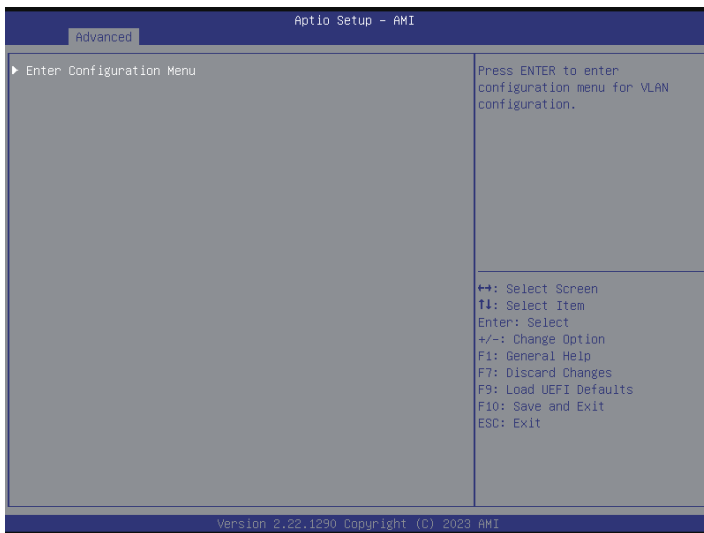 Aptio Setup – AMI
Advanced
▶ Enter Configuration Menu
Press ENTER to enter
configuration menu for VLAN
configuration.
↔: Select Screen
↑↓: Select Item
Enter: Select
+/-: Change Option
F1: General Help
F7: Discard Changes
F9: Load UEFI Defaults
F10: Save and Exit
ESC: Exit
Version 2.22.1290 Copyright (C) 2023 AMI